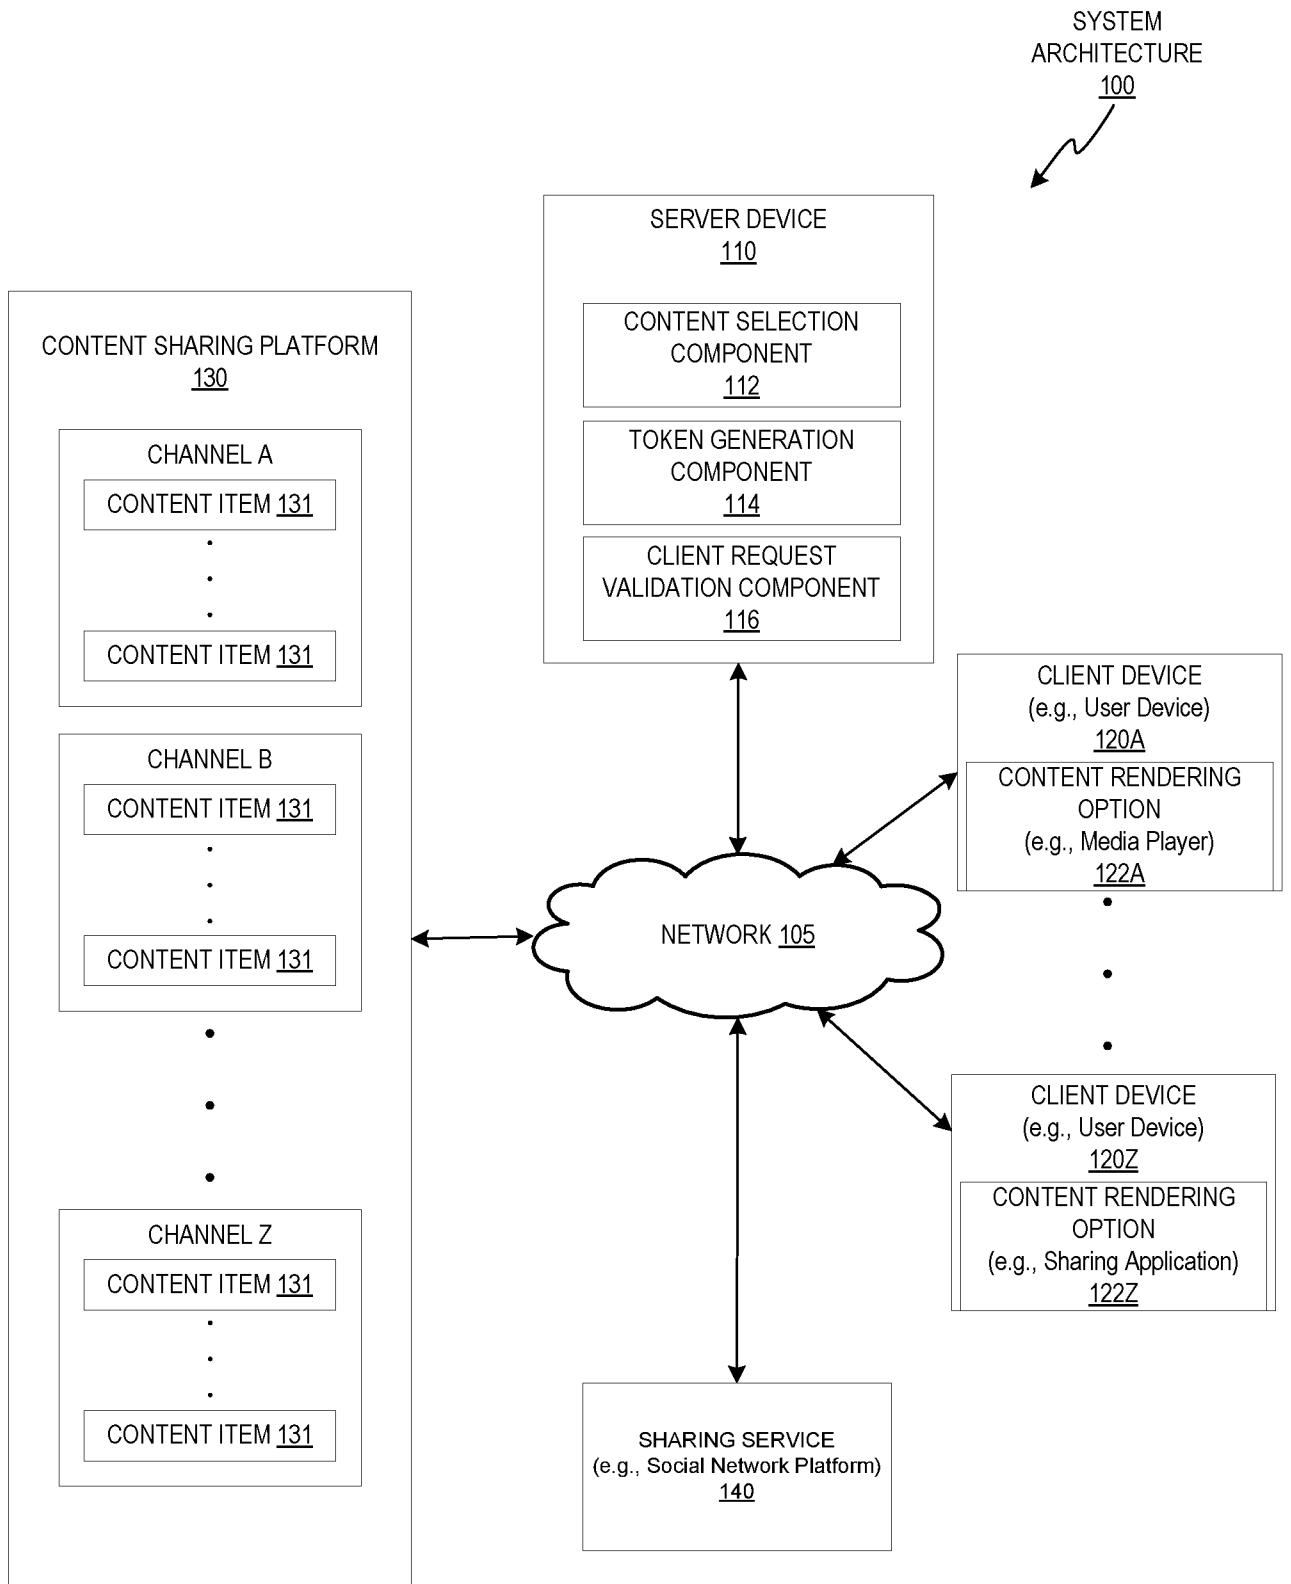 SYSTEM
ARCHITECTURE
100
SERVER DEVICE
110
CONTENT SELECTION
COMPONENT
112
TOKEN GENERATION
COMPONENT
114
CLIENT REQUEST
VALIDATION COMPONENT
116
CONTENT SHARING PLATFORM
130
CHANNEL A
CONTENT ITEM 131
CONTENT ITEM 131
CHANNEL B
CONTENT ITEM 131
CONTENT ITEM 131
CHANNEL Z
CONTENT ITEM 131
CONTENT ITEM 131
NETWORK 105
CLIENT DEVICE
(e.g., User Device)
120A
CONTENT RENDERING
OPTION
(e.g., Media Player)
122A
CLIENT DEVICE
(e.g., User Device)
120Z
CONTENT RENDERING
OPTION
(e.g., Sharing Application)
122Z
SHARING SERVICE
(e.g., Social Network Platform)
140